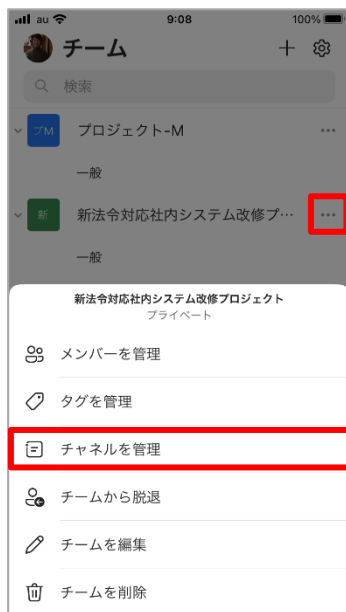 au 9:08 100%
チーム
検索
プM プロジェクト-M
一般
新 新法令対応社内システム改修プ…
一般
新法令対応社内システム改修プロジェクト
プライベート
メンバーを管理
タグを管理
チャネルを管理
チームから脱退
チームを編集
チームを削除